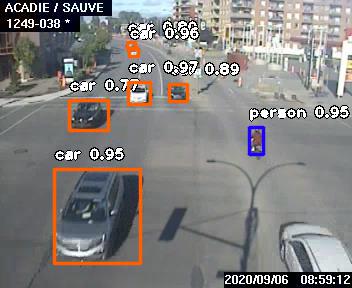 ACADIE / SAUVE
1249-038 *
car 0.96
car 0.97
0.89
car 0.77
person 0.95
car 0.95
2020/09/06 08:59:12